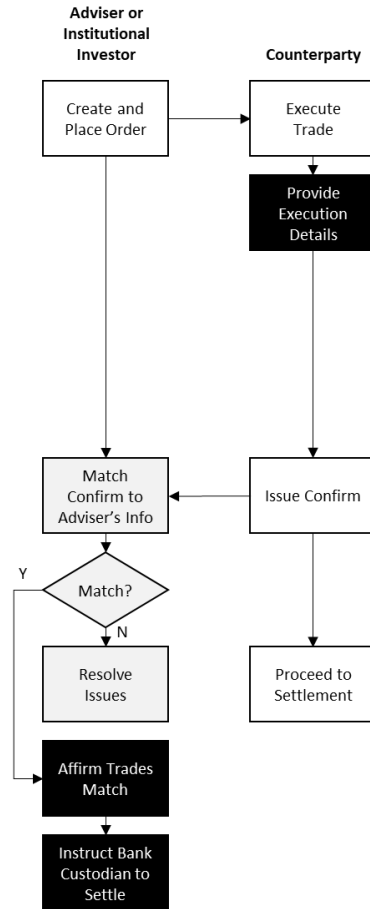 Adviser or
Institutional
Investor
Counterparty
Create and
Place Order
Execute
Trade
Provide
Execution
Details
Match
Confirm to
Adviser’s Info
Issue Confirm
Y
Match?
N
Resolve
Issues
Proceed to
Settlement
Affirm Trades
Match
Instruct Bank
Custodian to
Settle